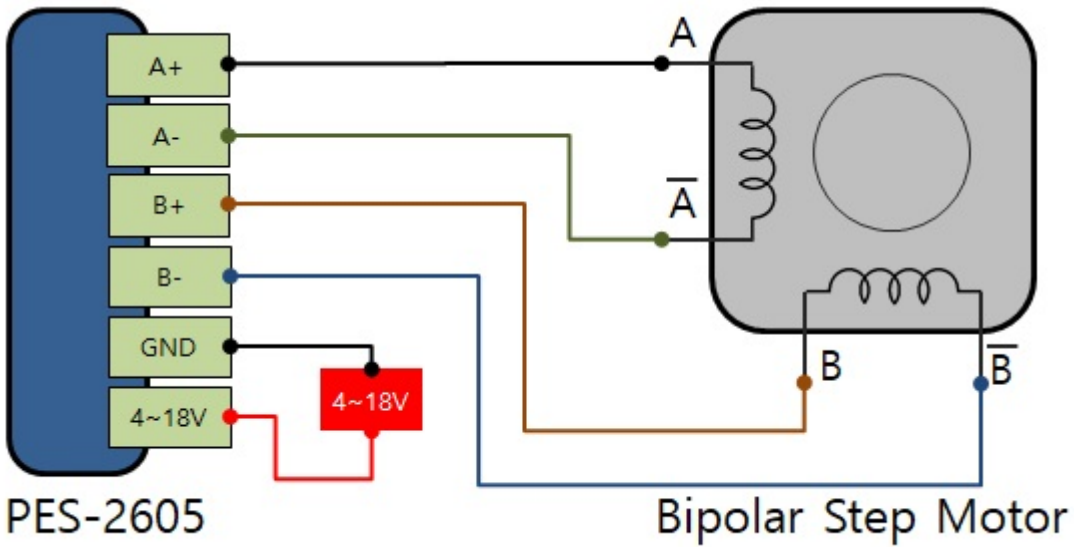 A+
A-
B+
B-
GND
4~18V
4~18V
A
A̅
B
B̅
PES-2605
Bipolar Step Motor